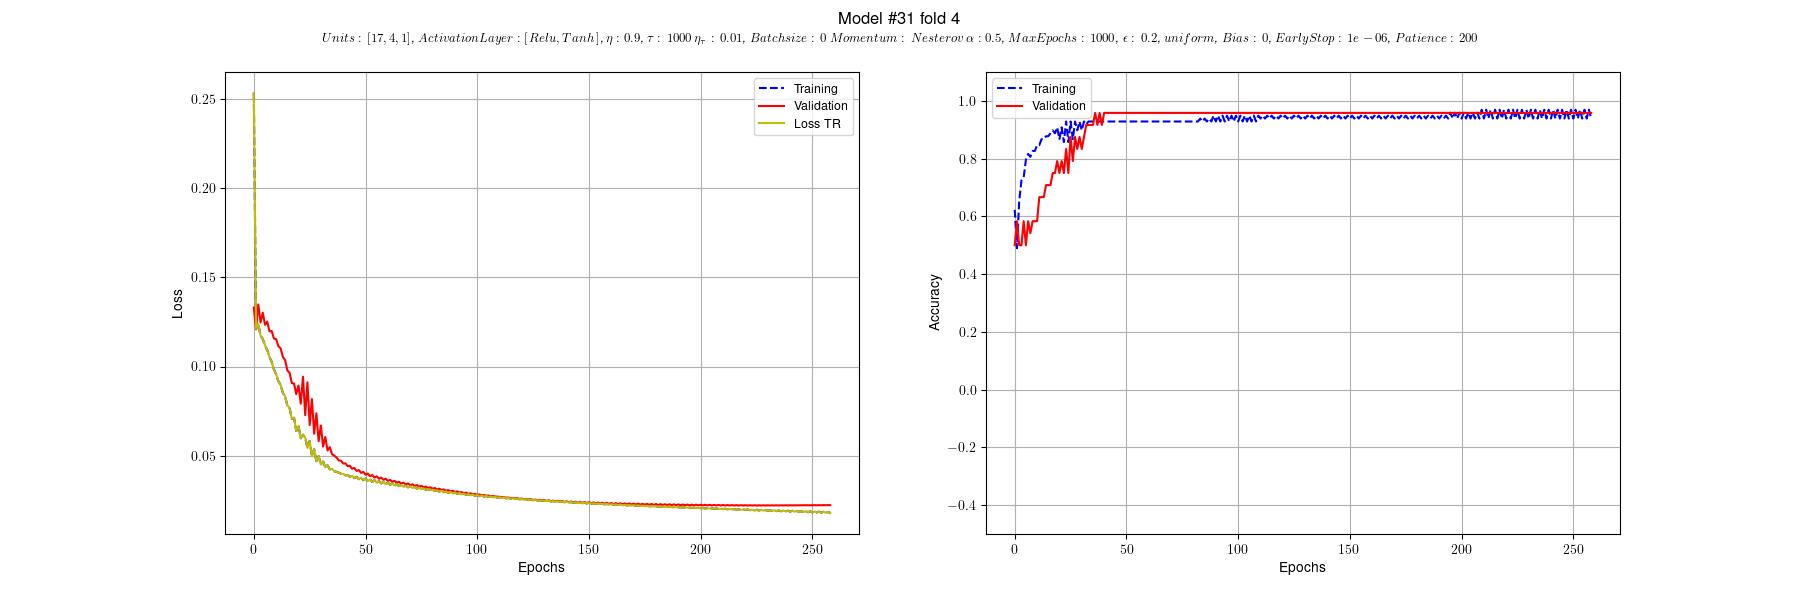 Model #31 fold 4
Units : [17, 4, 1], ActivationLayer : [Relu, Tanh], η : 0.9, τ : 1000 ητ : 0.01, Batchsize : 0 Momentum : Nesterov α : 0.5, MaxEpochs : 1000, ϵ : 0.2, uniform, Bias : 0, EarlyStop : 1e − 06, Patience : 200
Training
Validation
Loss TR
0.25
0.20
0.15
0.10
0.05
Loss
0 50 100 150 200 250
Epochs
Training
Validation
1.0
0.8
0.6
0.4
0.2
0.0
−0.2
−0.4
Accuracy
0 50 100 150 200 250
Epochs